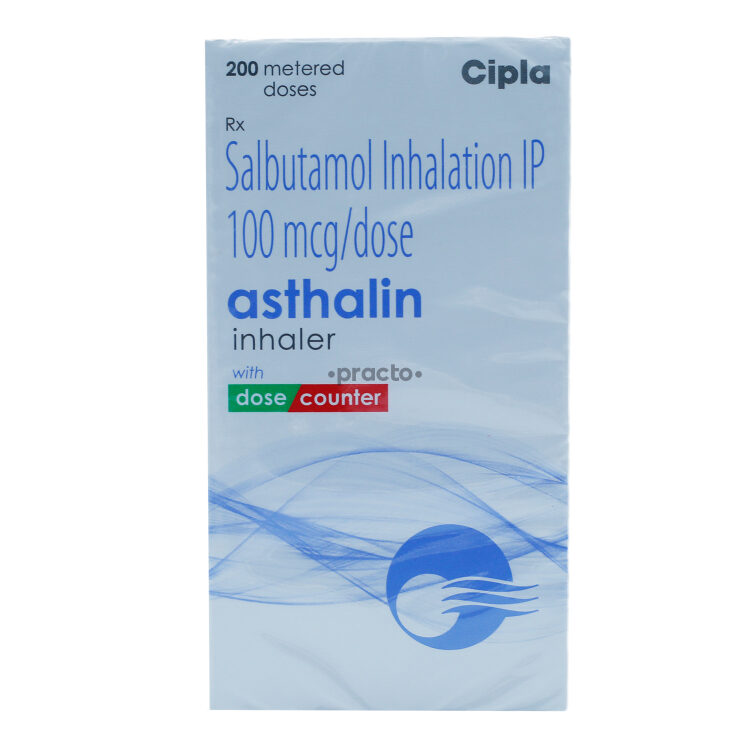 200 metered
doses
Cipla
Rx
Salbutamol Inhalation IP
100 mcg/dose
asthalin
inhaler
with
•practo•
dose/counter